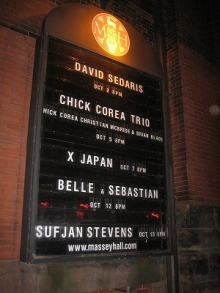 MH
DAVID SEDARIS
OCT 2 8PM
CHICK COREA TRIO
HICK COREA CHRISTIAN MCBRIDE & BRIAN BLADE
OCT 5 8PM
X JAPAN OCT 7 8PM
BELLE & SEBASTIAN
OCT 12 8PM
SUFJAN STEVENS OCT 13 8PM
www.masseyhall.com